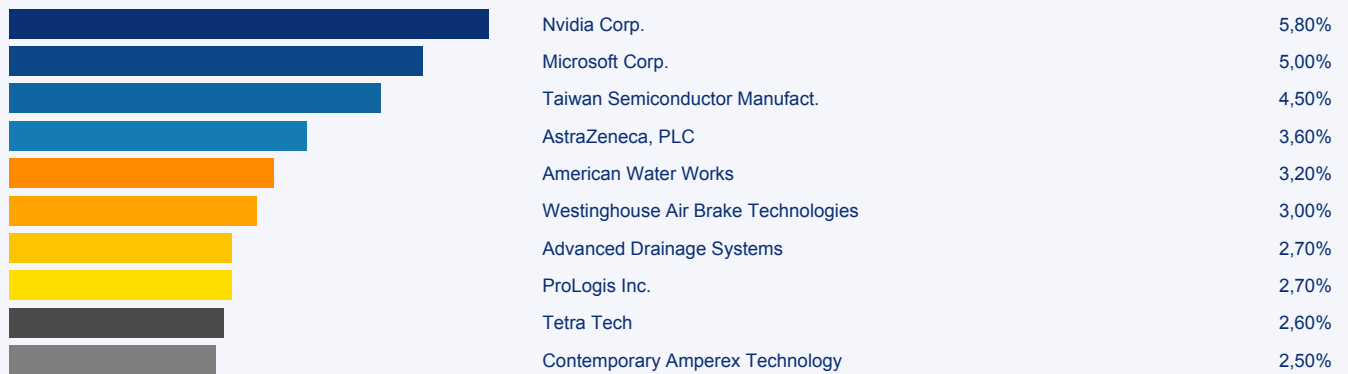 Nvidia Corp. 5,80%
Microsoft Corp. 5,00%
Taiwan Semiconductor Manufact. 4,50%
AstraZeneca, PLC 3,60%
American Water Works 3,20%
Westinghouse Air Brake Technologies 3,00%
Advanced Drainage Systems 2,70%
ProLogis Inc. 2,70%
Tetra Tech 2,60%
Contemporary Amperex Technology 2,50%